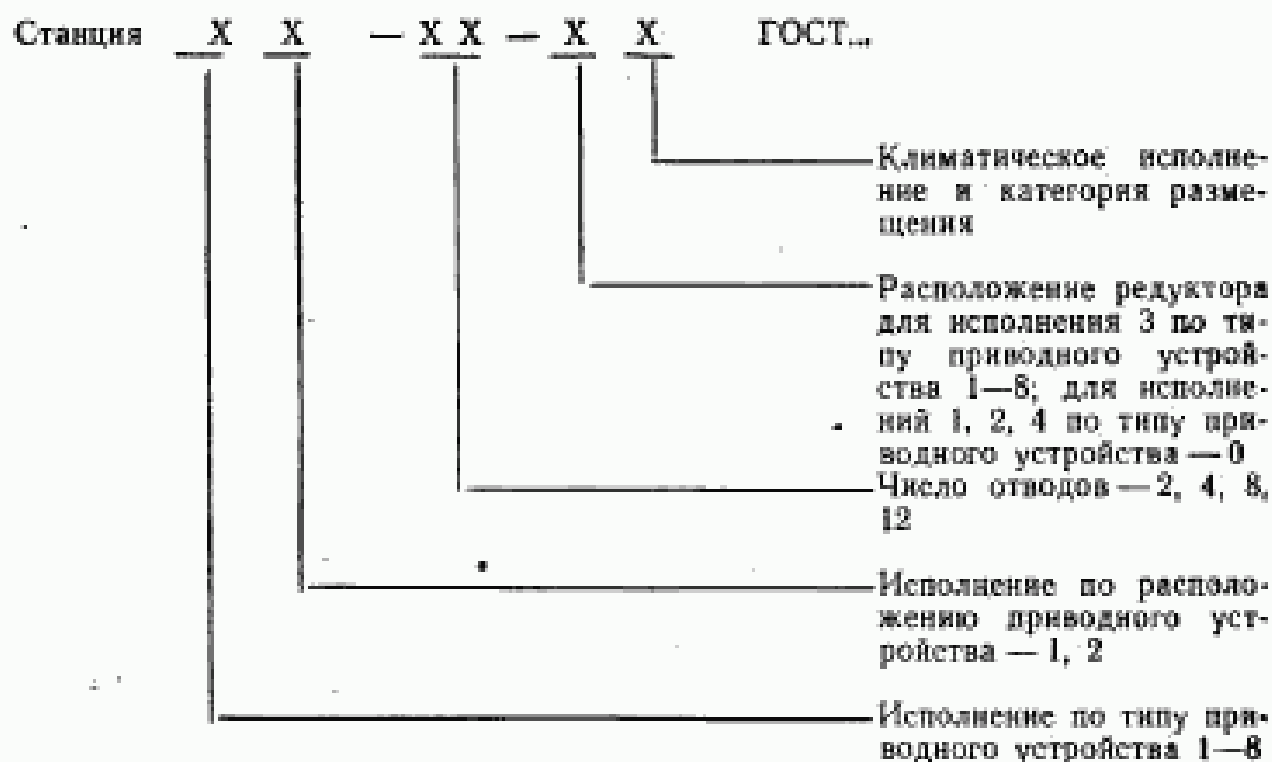 Станция X X — X X — X X ГОСТ...
Климатическое исполне-
ние и категория разме-
щения
Расположение редуктора
для исполнения 3 по ти-
пу приводного устрой-
ства 1—8; для исполне-
ний 1, 2, 4 по типу при-
водного устройства — 0
Число отводов — 2, 4, 8,
12
Исполнение по располо-
жению приводного уст-
ройства — 1, 2
Исполнение по типу при-
водного устройства 1—8